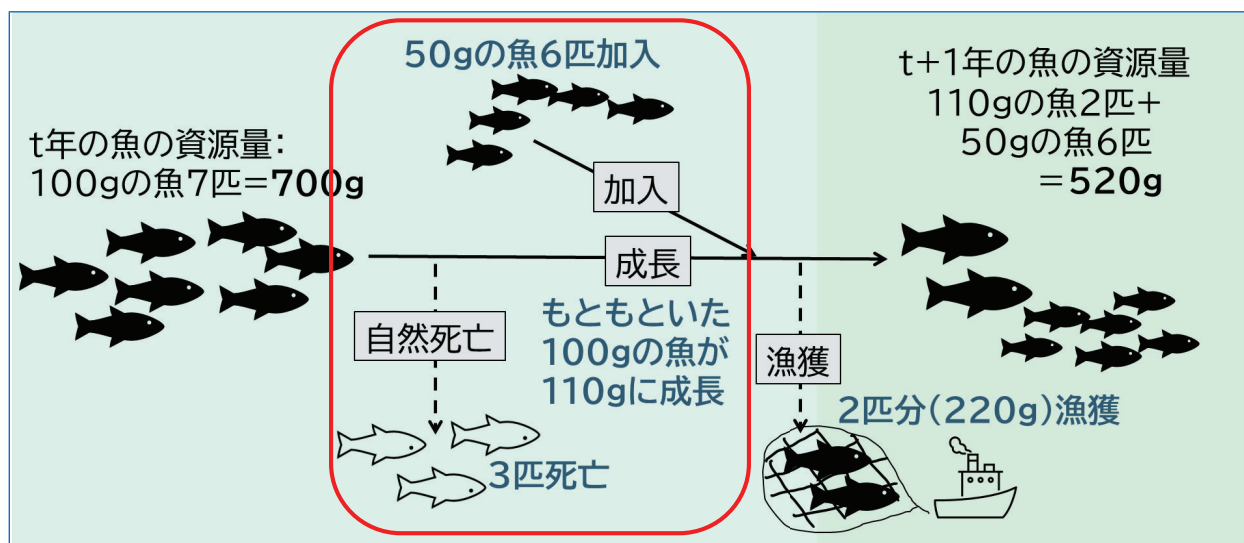 50gの魚6匹加入
t年の魚の資源量：
100gの魚7匹＝700g
加入
成長
自然死亡
もともといた
100gの魚が
110gに成長
3匹死亡
漁獲
2匹分（220g）漁獲
t+1年の魚の資源量
110gの魚2匹＋
50gの魚6匹
＝520g